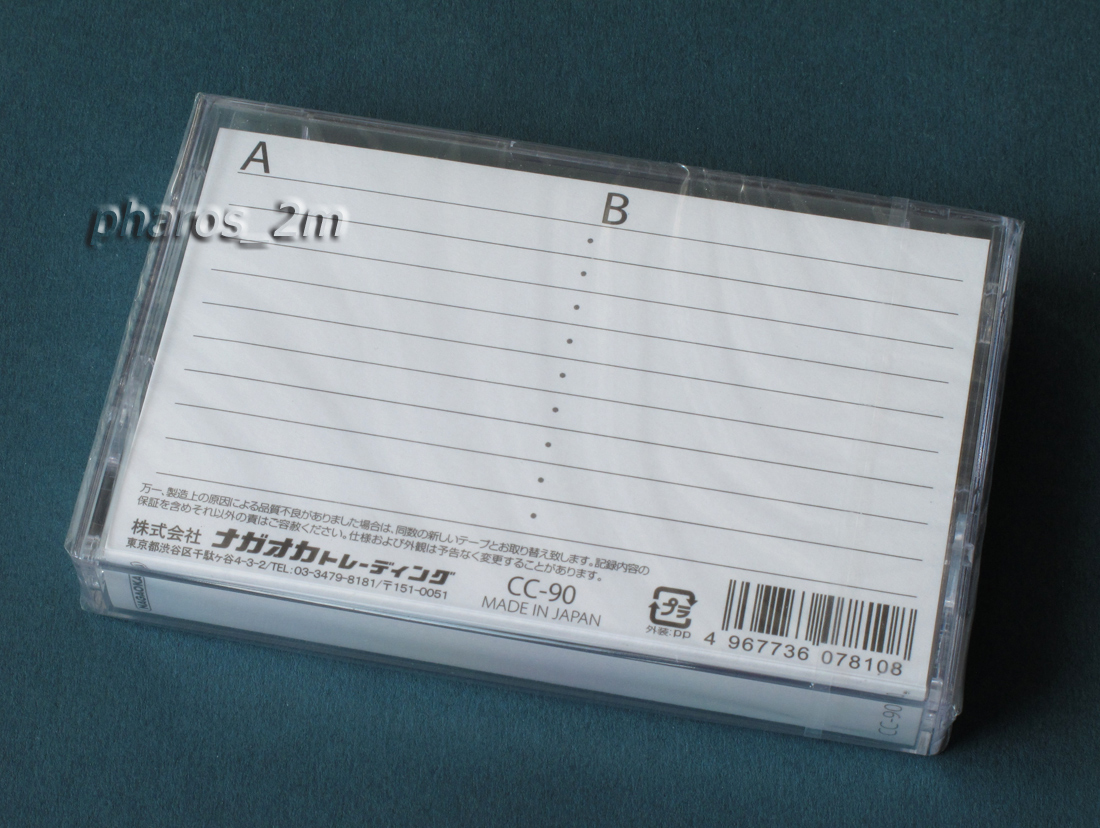 A
B
pharos_2m
万一、製造上の原因による品質不良がありました場合は、同数の新しいテープとお取り替え致します。記録内容の
保証を含めそれ以外の責はご容赦ください。仕様および外観は予告なく変更することがあります。
株式会社 ナガオカトレーディング
東京都渋谷区千駄ヶ谷4-3-2/TEL:03-3479-8181/〒151-0051
CC-90
MADE IN JAPAN
プラ
外装:PP
4 967736 078108
NAGAOKA
CC-90